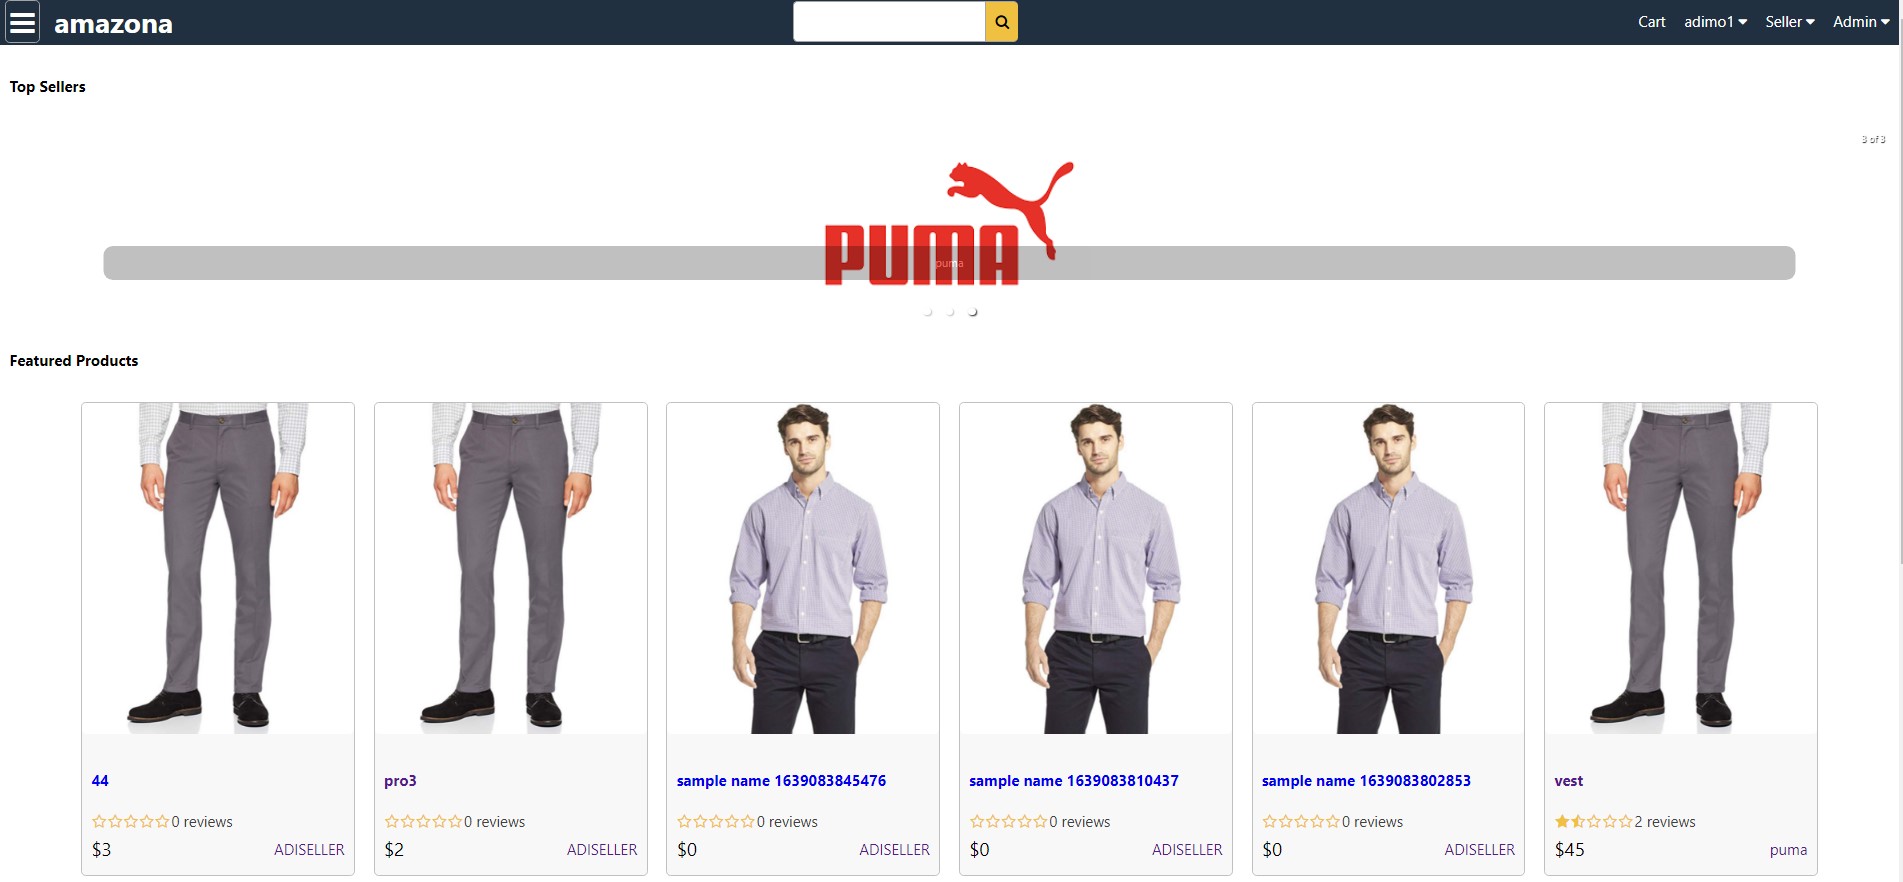 amazona
Cart adimo1 Seller Admin
Top Sellers
3 of 3
PUMA
puma
Featured Products
44
0 reviews
$3 ADISELLER
pro3
0 reviews
$2 ADISELLER
sample name 1639083845476
0 reviews
$0 ADISELLER
sample name 1639083810437
0 reviews
$0 ADISELLER
sample name 1639083802853
0 reviews
$0 ADISELLER
vest
2 reviews
$45 puma